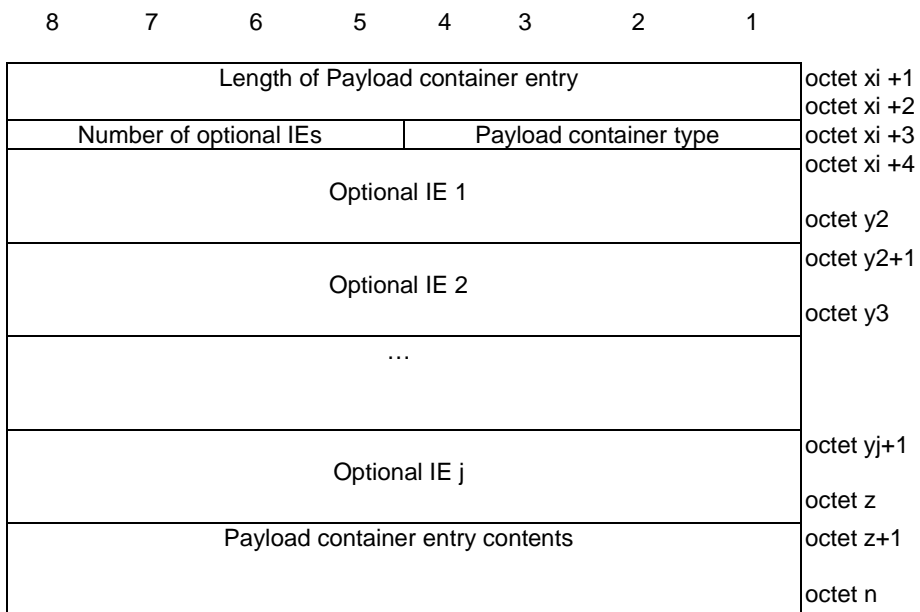 8 7 6 5 4 3 2 1
Length of Payload container entry octet xi +1
octet xi +2
Number of optional IEs Payload container type octet xi +3
octet xi +4
Optional IE 1
octet y2
octet y2+1
Optional IE 2
octet y3
…
octet yj+1
Optional IE j
octet z
Payload container entry contents octet z+1
octet n